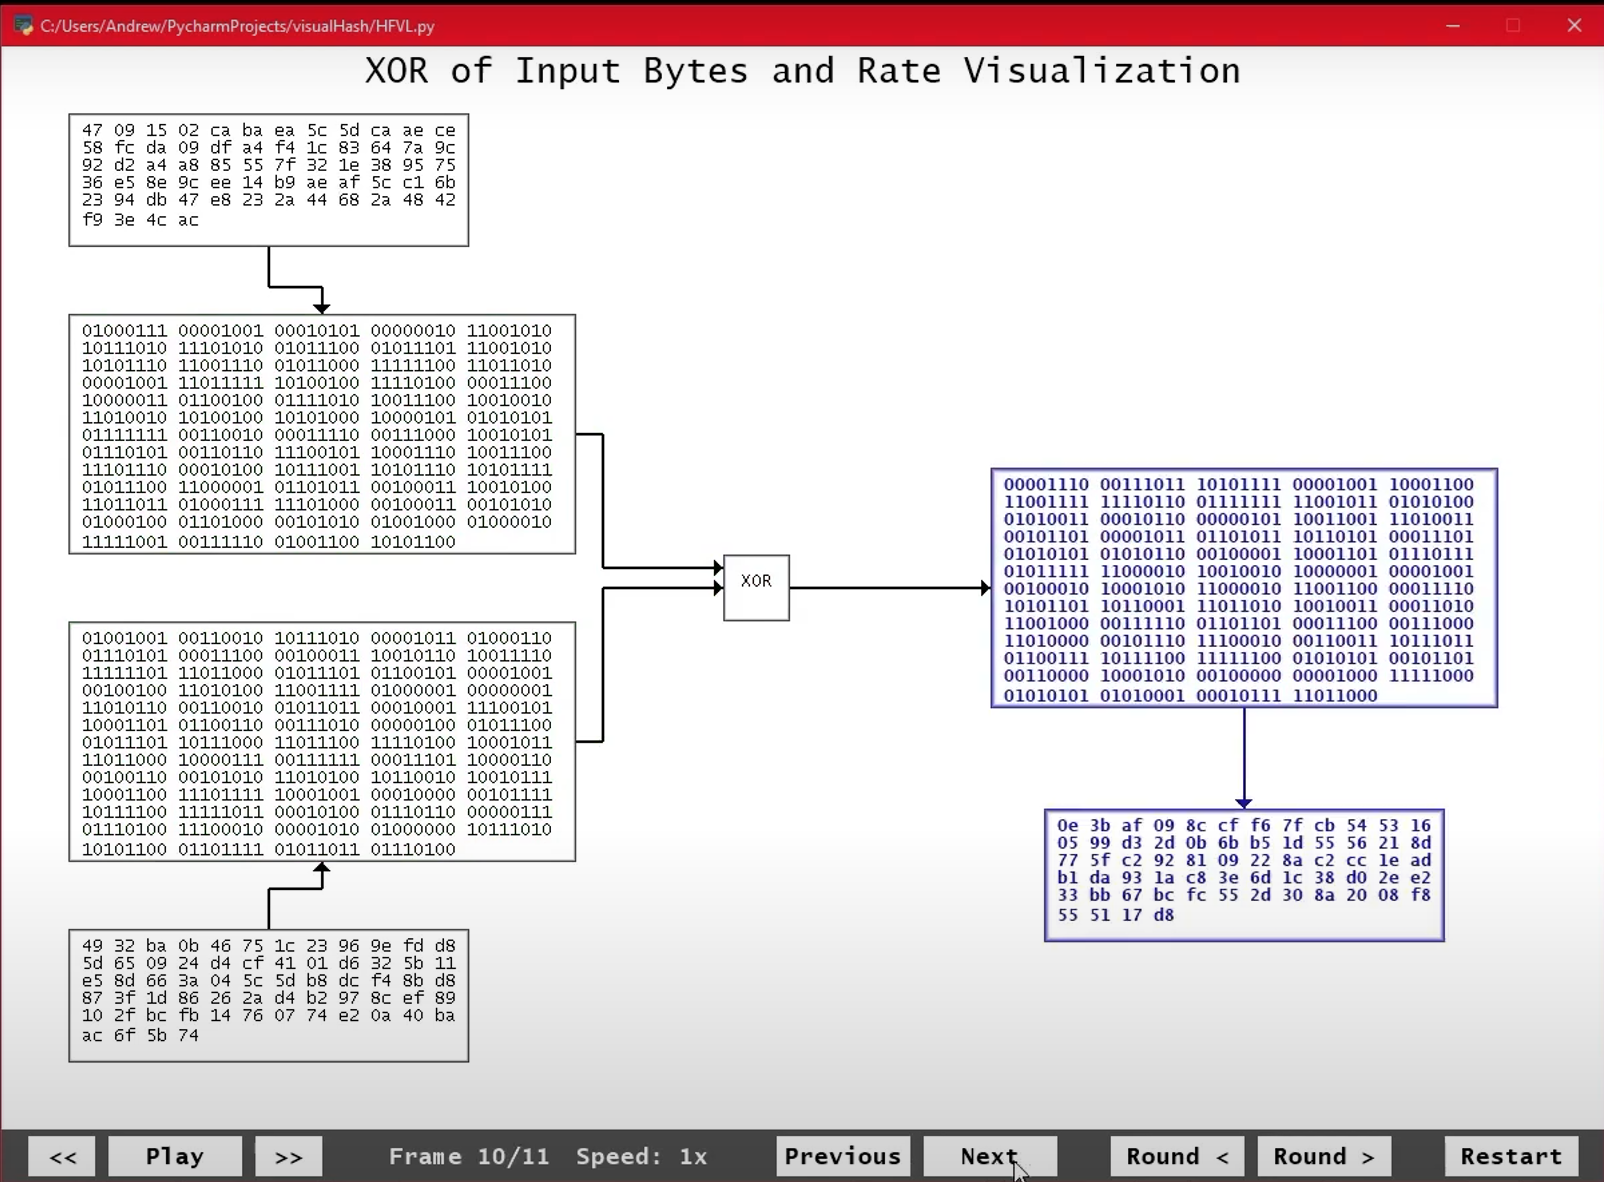 C:/Users/Andrew/PycharmProjects/visualHash/HFVL.py
XOR of Input Bytes and Rate Visualization
47 09 15 02 ca ba ea 5c 5d ca ae ce
58 fc da 09 df a4 f4 1c 83 64 7a 9c
92 d2 a4 a8 85 55 7f 32 1e 38 95 75
36 e5 8e 9c ee 14 b9 ae af 5c c1 6b
23 94 db 47 e8 23 2a 44 68 2a 48 42
f9 3e 4c ac
01000111 00001001 00010101 00000010 11001010
10111010 11101010 01011100 01011101 11001010
10101110 11001110 01011000 11111100 11011010
00001001 11011111 10100100 11110100 00011100
10000011 01100100 01111010 10011100 10010010
11010010 10100100 10101000 10000101 01010101
01111111 00110010 00011110 00111000 10010101
01110101 00110110 11100101 10001110 10011100
11101110 00010100 10111001 10101110 10101111
01011100 11000001 01101011 00100011 10010100
11011011 01000111 11101000 00100011 00101010
01000100 01101000 00101010 01001000 01000010
11111001 00111110 01001100 10101100
01001001 00110010 10111010 00001011 01000110
01110101 00011100 00100011 10010110 10011110
11111101 11011000 01011101 01100101 00001001
00100100 11010100 11001111 01000001 00000001
11010110 00110010 01011011 00010001 11100101
10001101 01100110 00111010 00000100 01011100
01011101 10111000 11011100 11110100 10001011
11011000 10000111 00111111 00011101 10000110
00100110 00101010 11010100 10110010 10010111
10001100 11101111 10001001 00010000 00101111
10111100 11111011 00010100 01110110 00000111
01110100 11100010 00001010 01000000 10111010
10101100 01101111 01011011 01110100
49 32 ba 0b 46 75 1c 23 96 9e fd d8
5d 65 09 24 d4 cf 41 01 d6 32 5b 11
e5 8d 66 3a 04 5c 5d b8 dc f4 8b d8
87 3f 1d 86 26 2a d4 b2 97 8c ef 89
10 2f bc fb 14 76 07 74 e2 0a 40 ba
ac 6f 5b 74
XOR
00001110 00111011 10101111 00001001 10001100
11001111 11110110 01111111 11001011 01010100
01010011 00010110 00000101 10011001 11010011
00101101 00001011 01101011 10110101 00011101
01010101 01010110 00100001 10001101 01110111
01011111 11000010 10010010 10000001 00001001
00100010 10001010 11000010 11001100 00011110
10101101 10110001 11011010 10010011 00011010
11001000 00111110 01101101 00011100 00111000
11010000 00101110 11100010 00110011 10111011
01100111 10111100 11111100 01010101 00101101
00110000 10001010 00100000 00001000 11111000
01010101 01010001 00010111 11011000
0e 3b af 09 8c cf f6 7f cb 54 53 16
05 99 d3 2d 0b 6b b5 1d 55 56 21 8d
77 5f c2 92 81 09 22 8a c2 cc 1e ad
b1 da 93 1a c8 3e 6d 1c 38 d0 2e e2
33 bb 67 bc fc 55 2d 30 8a 20 08 f8
55 51 17 d8
<< Play >> Frame 10/11 Speed: 1x Previous Next Round < Round > Restart